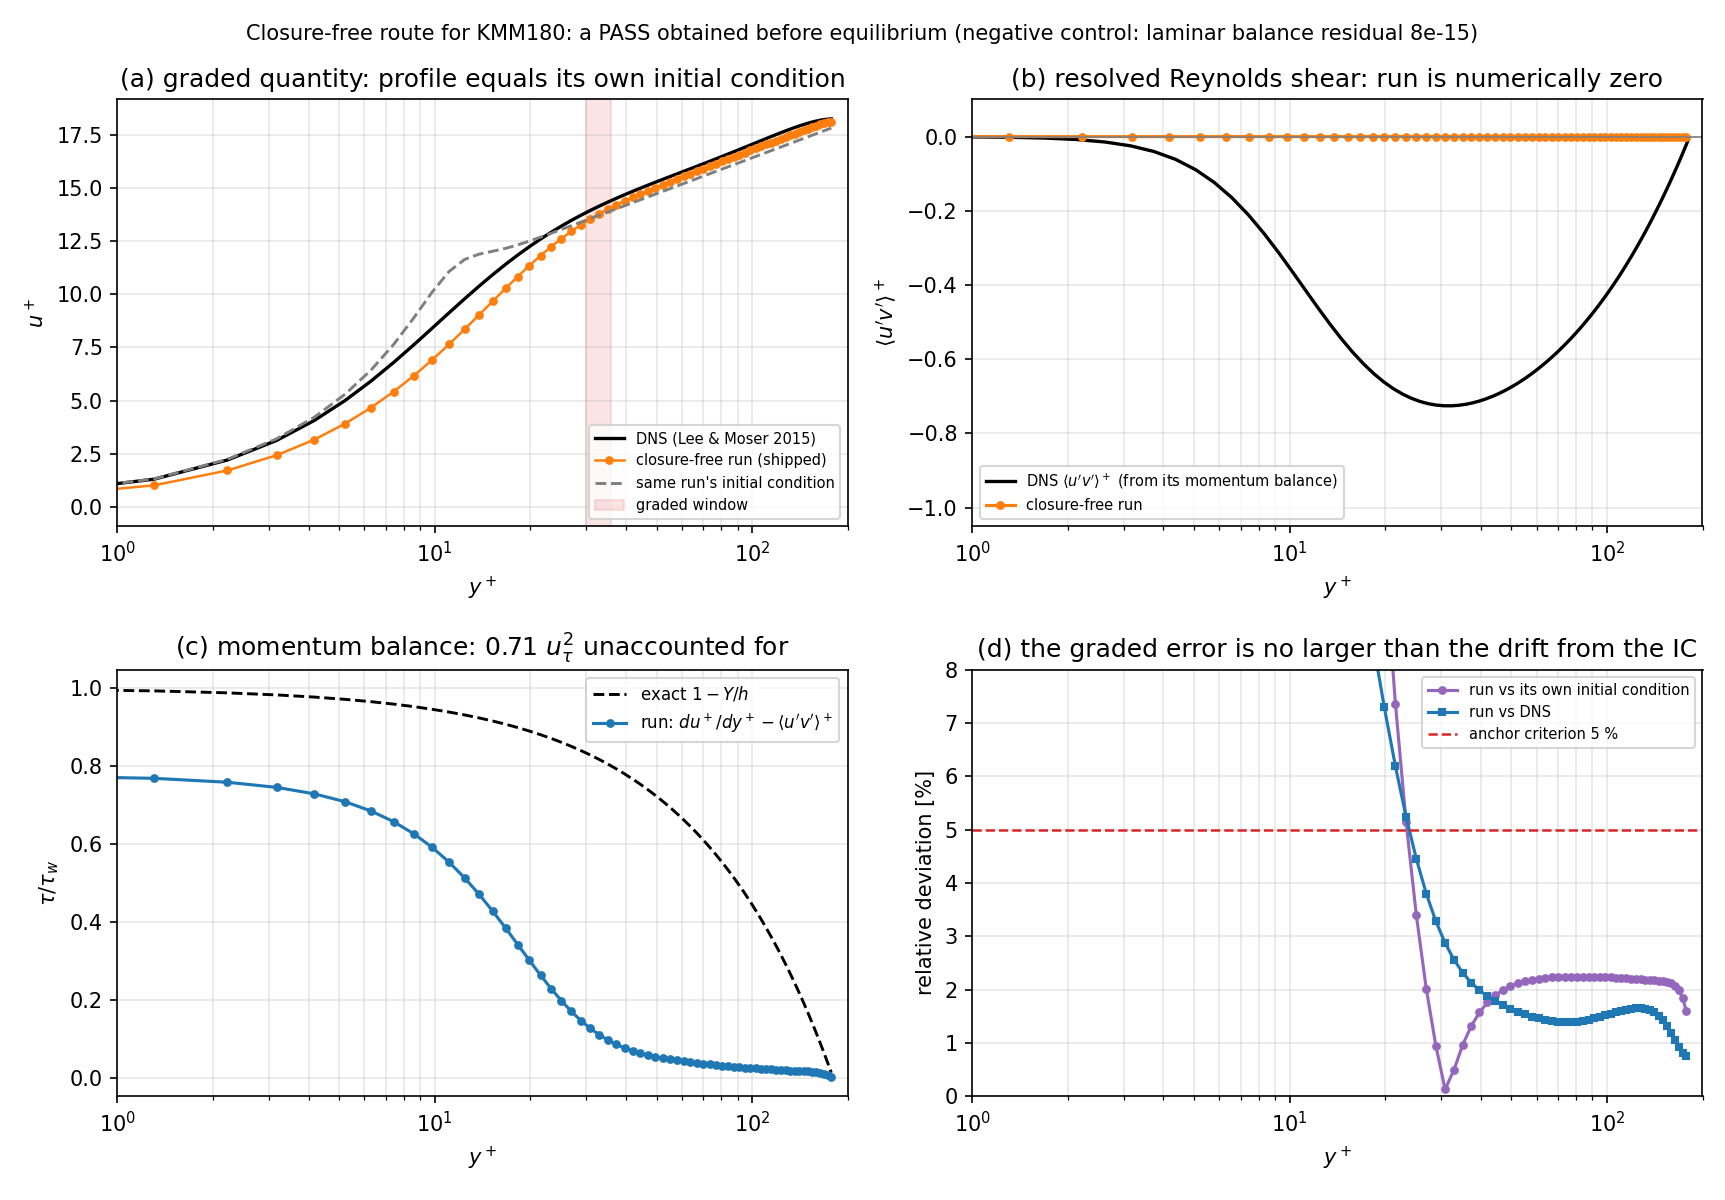 Closure-free route for KMM180: a PASS obtained before equilibrium (negative control: laminar balance residual 8e-15)
(a) graded quantity: profile equals its own initial condition
17.5
15.0
12.5
10.0
7.5
5.0
2.5
0.0
u⁺
DNS (Lee & Moser 2015)
closure-free run (shipped)
same run's initial condition
graded window
10⁰
10¹
10²
y⁺
(b) resolved Reynolds shear: run is numerically zero
0.0
−0.2
−0.4
−0.6
−0.8
−1.0
⟨u′v′⟩⁺
DNS ⟨u′v′⟩⁺ (from its momentum balance)
closure-free run
10⁰
10¹
10²
y⁺
(c) momentum balance: 0.71 u_τ² unaccounted for
1.0
0.8
0.6
0.4
0.2
0.0
τ/τ_w
exact 1 − Y/h
run: du⁺/dy⁺ − ⟨u′v′⟩⁺
10⁰
10¹
10²
y⁺
(d) the graded error is no larger than the drift from the IC
8
7
6
5
4
3
2
1
0
relative deviation [%]
run vs its own initial condition
run vs DNS
anchor criterion 5 %
10⁰
10¹
10²
y⁺